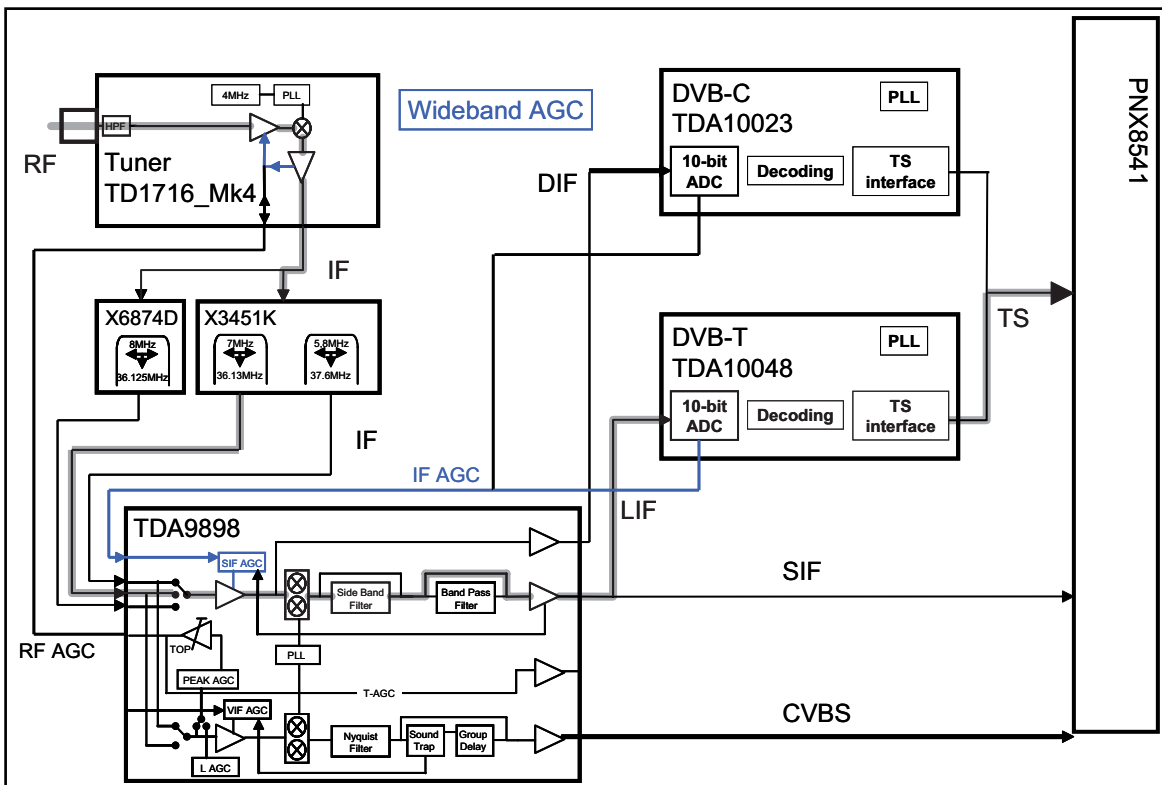 4MHz
PLL
HPF
RF
Tuner
TD1716_Mk4
Wideband AGC
DVB-C
TDA10023
PLL
10-bit
ADC
Decoding
TS
interface
PNX8541
DIF
IF
X6874D
8MHz
36.125MHz
X3451K
7MHz
36.13MHz
5.8MHz
37.6MHz
DVB-T
TDA10048
PLL
10-bit
ADC
Decoding
TS
interface
TS
IF
IF AGC
LIF
TDA9898
SIF AGC
Side Band
Filter
Band Pass
Filter
SIF
RF AGC
TOP
PLL
PEAK AGC
T-AGC
VIF AGC
Nyquist
Filter
Sound
Trap
Group
Delay
L AGC
CVBS